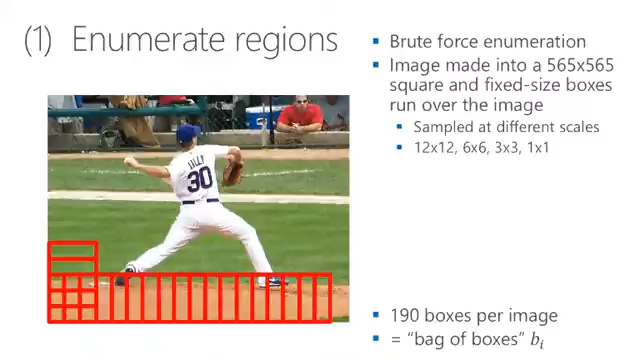 (1) Enumerate regions
▪ Brute force enumeration
▪ Image made into a 565x565
square and fixed-size boxes
run over the image
▪ Sampled at different scales
▪ 12x12, 6x6, 3x3, 1x1
LILLY
30
▪ 190 boxes per image
▪ = “bag of boxes” bᵢ